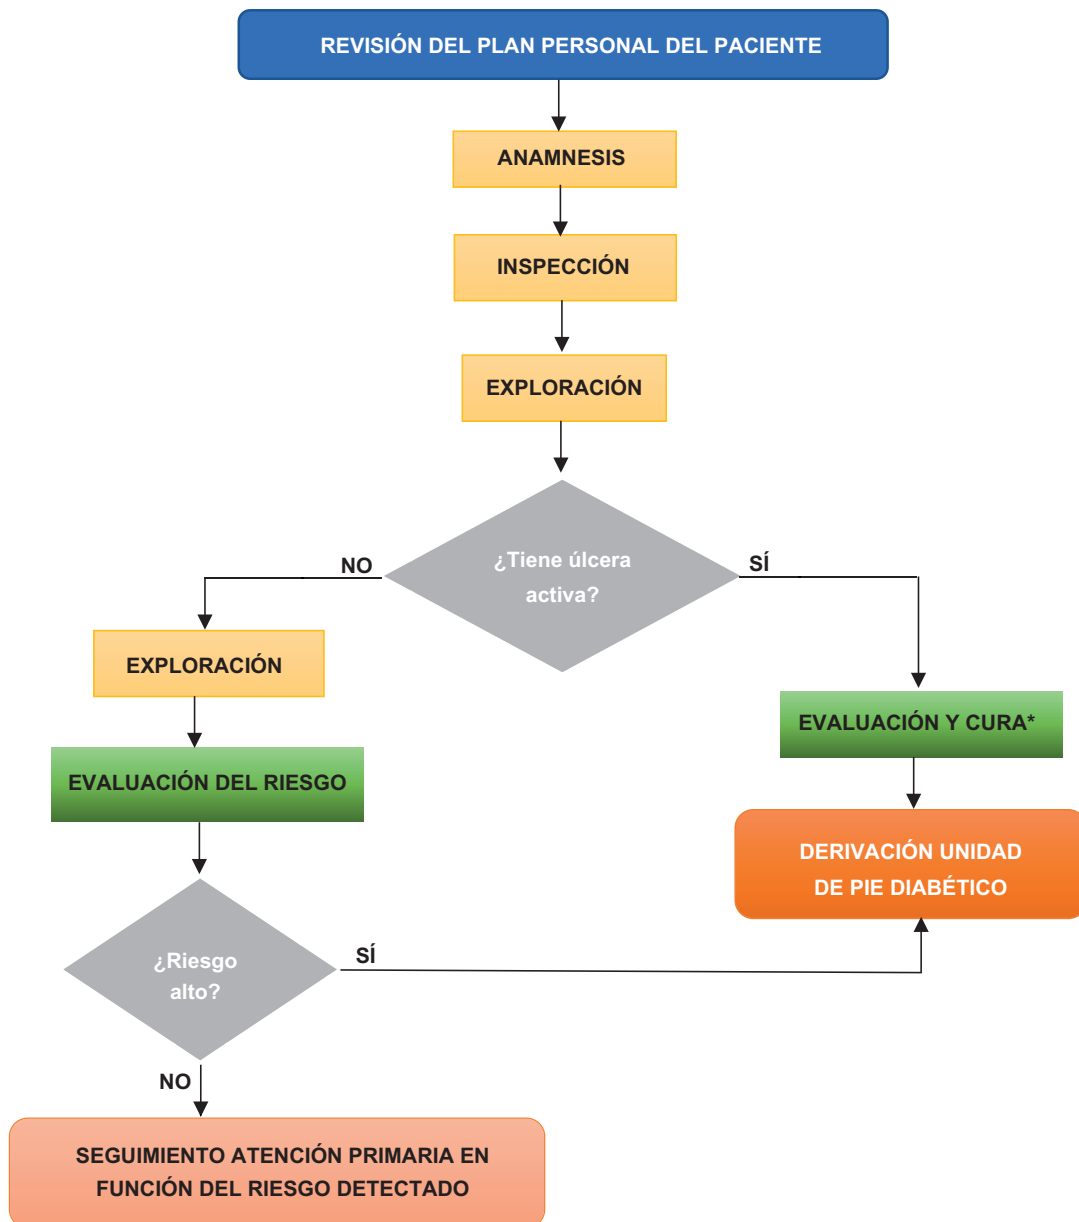 REVISIÓN DEL PLAN PERSONAL DEL PACIENTE
ANAMNESIS
INSPECCIÓN
EXPLORACIÓN
¿Tiene úlcera
activa?
NO
SÍ
EXPLORACIÓN
EVALUACIÓN Y CURA*
EVALUACIÓN DEL RIESGO
DERIVACIÓN UNIDAD
DE PIE DIABÉTICO
¿Riesgo
alto?
SÍ
NO
SEGUIMIENTO ATENCIÓN PRIMARIA EN
FUNCIÓN DEL RIESGO DETECTADO